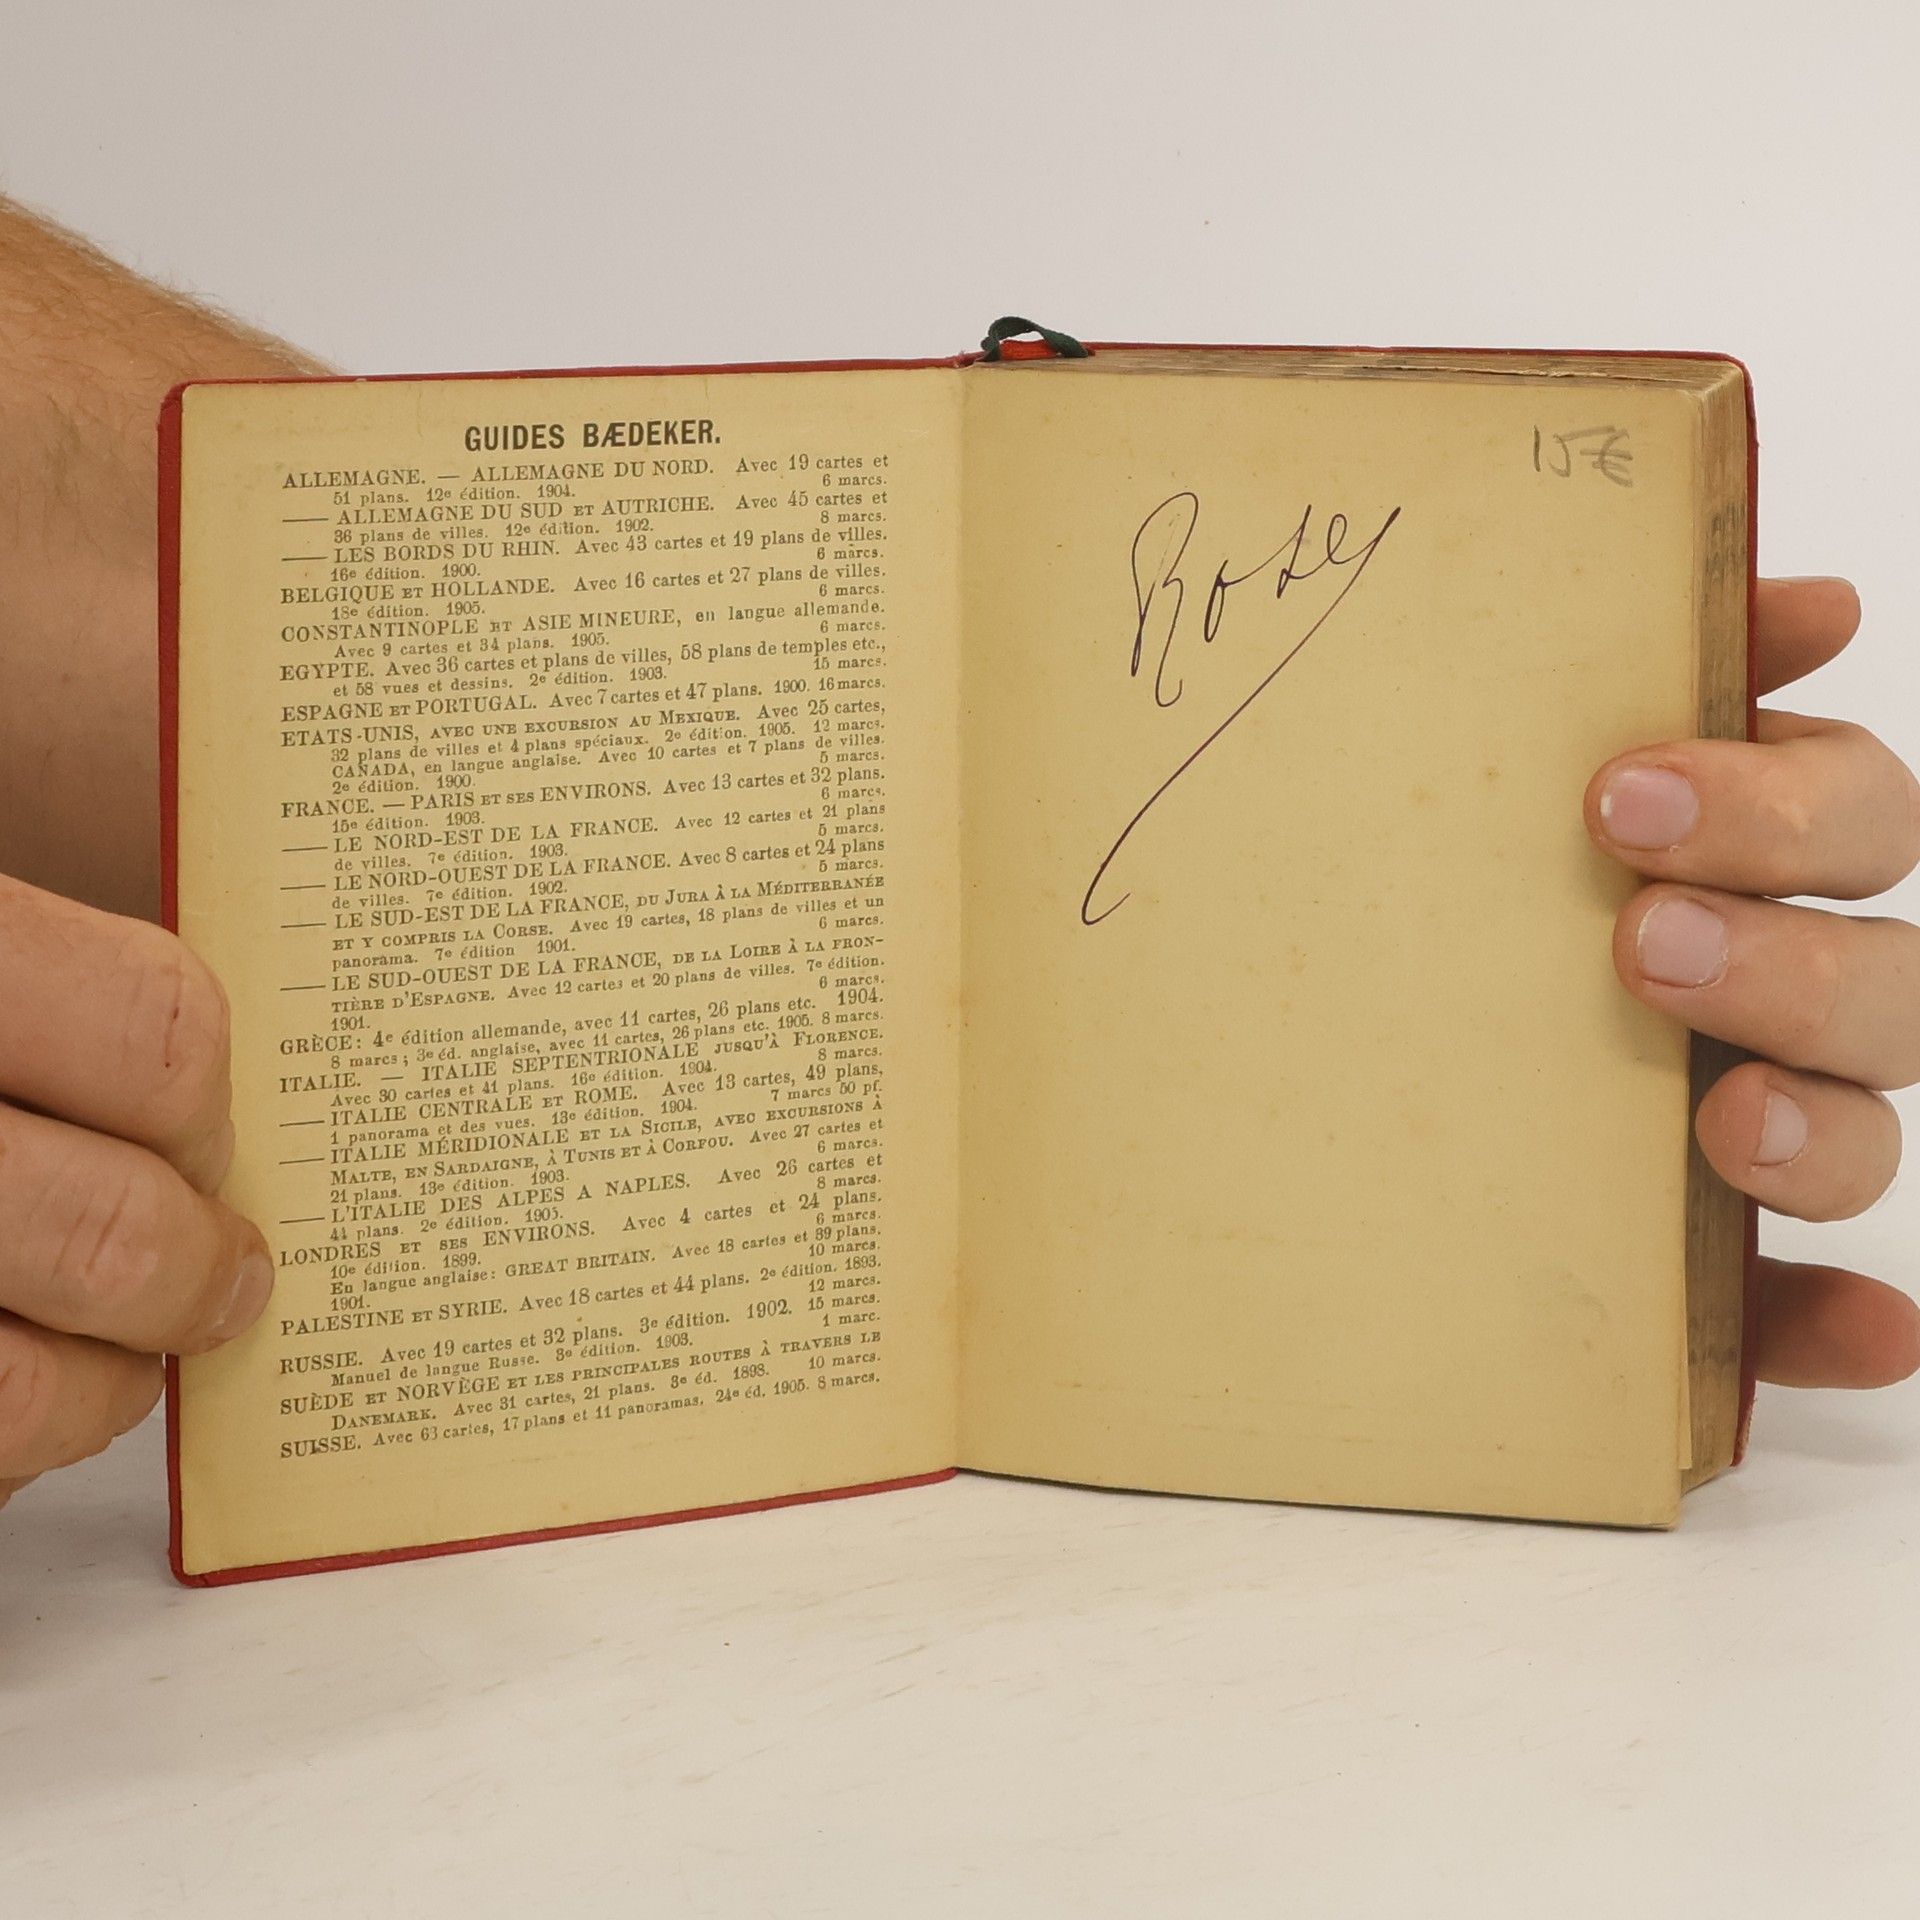 GUIDES BÆDEKER.
ALLEMAGNE. — ALLEMAGNE DU NORD. Avec 19 cartes et
51 plans. 12e édition. 1904. 6 marcs.
—— ALLEMAGNE DU SUD ET AUTRICHE. Avec 45 cartes et
36 plans de villes. 12e édition. 1902. 8 marcs.
—— LES BORDS DU RHIN. Avec 43 cartes et 19 plans de villes.
16e édition. 1900. 6 marcs.
BELGIQUE ET HOLLANDE. Avec 16 cartes et 27 plans de villes.
18e édition. 1905. 6 marcs.
CONSTANTINOPLE ET ASIE MINEURE, en langue allemande.
Avec 9 cartes et 34 plans. 1905. 6 marcs.
EGYPTE. Avec 36 cartes et plans de villes, 58 plans de temples etc.,
et 58 vues et dessins. 2e édition. 1903. 15 marcs.
ESPAGNE ET PORTUGAL. Avec 7 cartes et 47 plans. 1900. 16 marcs.
ETATS-UNIS, AVEC UNE EXCURSION AU MEXIQUE. Avec 25 cartes,
32 plans de villes et 4 plans spéciaux. 2e édition. 1905. 12 marcs.
CANADA, en langue anglaise. Avec 10 cartes et 7 plans de villes.
2e édition. 1900. 5 marcs.
FRANCE. — PARIS ET SES ENVIRONS. Avec 13 cartes et 32 plans.
15e édition. 1903. 6 marcs.
—— LE NORD-EST DE LA FRANCE. Avec 12 cartes et 21 plans
de villes. 7e édition. 1903. 5 marcs.
—— LE NORD-OUEST DE LA FRANCE. Avec 8 cartes et 24 plans
de villes. 7e édition. 1902. 5 marcs.
—— LE SUD-EST DE LA FRANCE, DU JURA À LA MÉDITERRANÉE
ET Y COMPRIS LA CORSE. Avec 19 cartes, 18 plans de villes et un
panorama. 7e édition 1901. 6 marcs.
—— LE SUD-OUEST DE LA FRANCE, DE LA LOIRE À LA FRON-
TIÈRE D'ESPAGNE. Avec 12 cartes et 20 plans de villes. 7e édition.
1901. 6 marcs.
GRÈCE: 4e édition allemande, avec 11 cartes, 26 plans etc. 1904.
8 marcs; 3e éd. anglaise, avec 11 cartes, 26 plans etc. 1905. 8 marcs.
ITALIE. — ITALIE SEPTENTRIONALE JUSQU'À FLORENCE.
Avec 30 cartes et 41 plans. 16e édition. 1904. 8 marcs.
—— ITALIE CENTRALE ET ROME. Avec 13 cartes, 49 plans,
1 panorama et des vues. 13e édition. 1904. 7 marcs 50 pf.
—— ITALIE MÉRIDIONALE ET LA SICILE, AVEC EXCURSIONS À
MALTE, EN SARDAIGNE, À TUNIS ET À CORFOU. Avec 27 cartes et
21 plans. 13e édition. 1903. 6 marcs.
—— L'ITALIE DES ALPES A NAPLES. Avec 26 cartes et
44 plans. 2e édition. 1905. 8 marcs.
LONDRES ET SES ENVIRONS. Avec 4 cartes et 24 plans.
10e édition. 1899. 6 marcs.
En langue anglaise: GREAT BRITAIN. Avec 18 cartes et 39 plans.
1901. 10 marcs.
PALESTINE ET SYRIE. Avec 18 cartes et 44 plans. 2e édition. 1893.
12 marcs.
RUSSIE. Avec 19 cartes et 32 plans. 3e édition. 1902. 15 marcs.
Manuel de langue Russe. 3e édition. 1903. 1 marc.
SUÈDE ET NORVÈGE ET LES PRINCIPALES ROUTES À TRAVERS LE
DANEMARK. Avec 31 cartes, 21 plans. 3e éd. 1898. 10 marcs.
SUISSE. Avec 63 cartes, 17 plans et 11 panoramas. 24e éd. 1905. 8 marcs.
15€